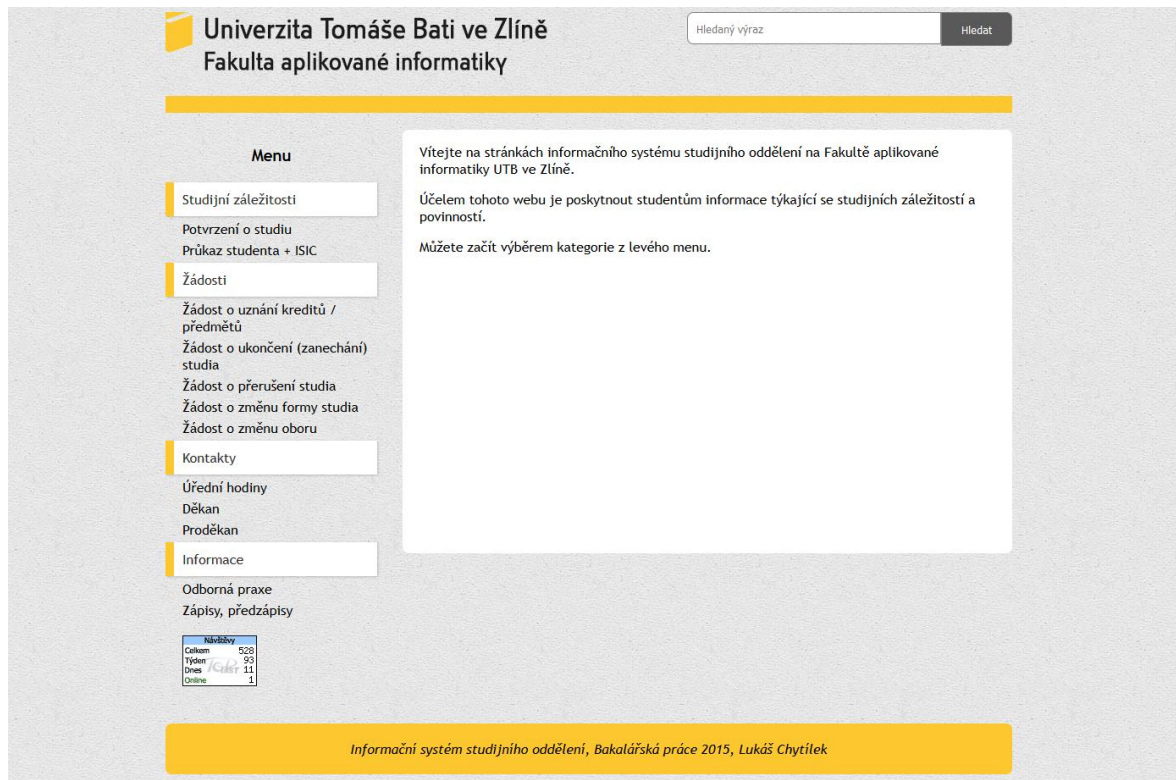 Univerzita Tomáše Bati ve Zlíně
Fakulta aplikované informatiky
Hledaný výraz
Hledat
Menu
Studijní záležitosti
Potvrzení o studiu
Průkaz studenta + ISIC
Žádosti
Žádost o uznání kreditů /
předmětů
Žádost o ukončení (zanechání)
studia
Žádost o přerušení studia
Žádost o změnu formy studia
Žádost o změnu oboru
Kontakty
Úřední hodiny
Děkan
Proděkan
Informace
Odborná praxe
Zápisy, předzápisy
Návštěvy
Celkem 528
Týden 93
Dnes 11
Online 1
Vítejte na stránkách informačního systému studijního oddělení na Fakultě aplikované
informatiky UTB ve Zlíně.
Účelem tohoto webu je poskytnout studentům informace týkající se studijních záležitostí a
povinností.
Můžete začít výběrem kategorie z levého menu.
Informační systém studijního oddělení, Bakalářská práce 2015, Lukáš Chytílek